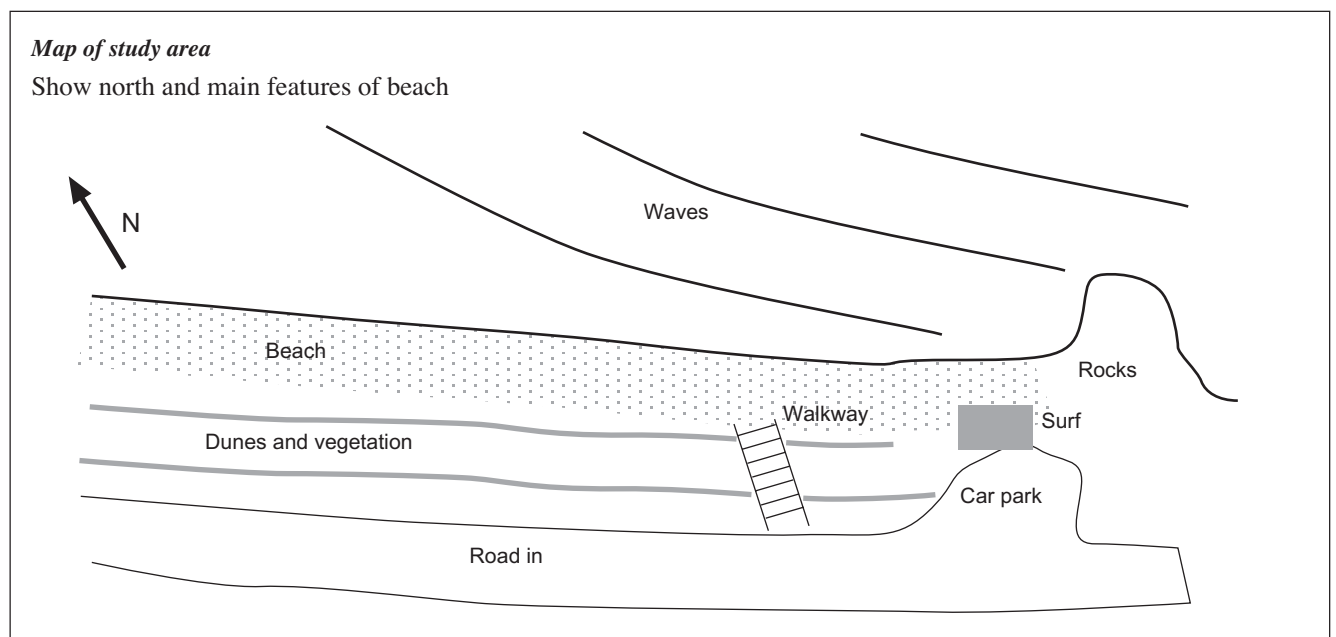 Map of study area
Show north and main features of beach
N
Waves
Beach
Rocks
Walkway
Surf
Dunes and vegetation
Car park
Road in